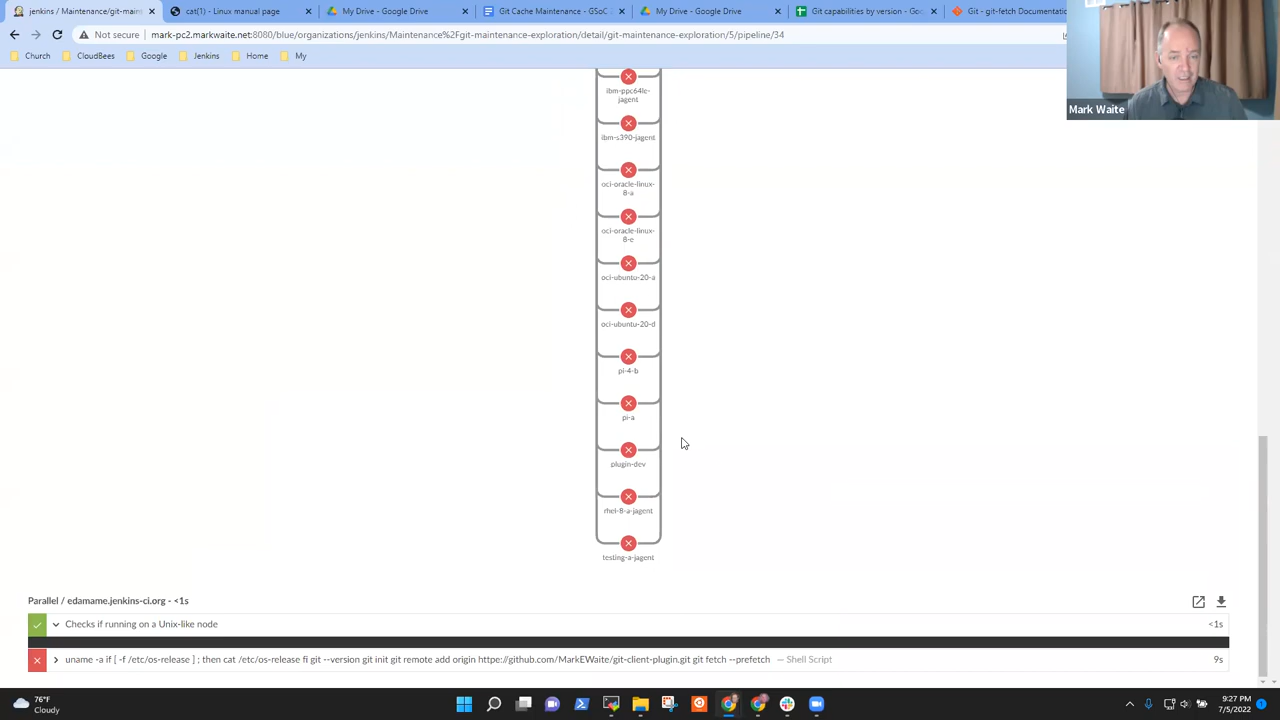 cat(1) - Linux manual pag
My Drive - Google Drive
My Drive - Google Drive
Git Cache Maintenance - GSoC
My Drive - Google Drive
Git capabilities by version - Go
Git - git-fetch Documentation
Not secure
mark-pc2.markwaite.net:8080/blue/organizations/jenkins/Maintenance%2Fgit-maintenance-exploration/detail/git-maintenance-exploration/5/pipeline/34
Church
CloudBees
Google
Jenkins
Home
My
Mark Waite
ibm-ppc64le-
jagent
ibm-s390-jagent
oci-oracle-linux-
8-a
oci-oracle-linux-
8-e
oci-ubuntu-20-a
oci-ubuntu-20-d
pi-4-b
pi-a
plugin-dev
rhel-8-a-jagent
testing-a-jagent
Parallel / edamame.jenkins-ci.org - <1s
Checks if running on a Unix-like node
<1s
uname -a if [ -f /etc/os-release ] ; then cat /etc/os-release fi git --version git init git remote add origin httpe://github.com/MarkEWaite/git-client-plugin.git git fetch --prefetch — Shell Script
9s
76°F
Cloudy
9:27 PM
7/5/2022